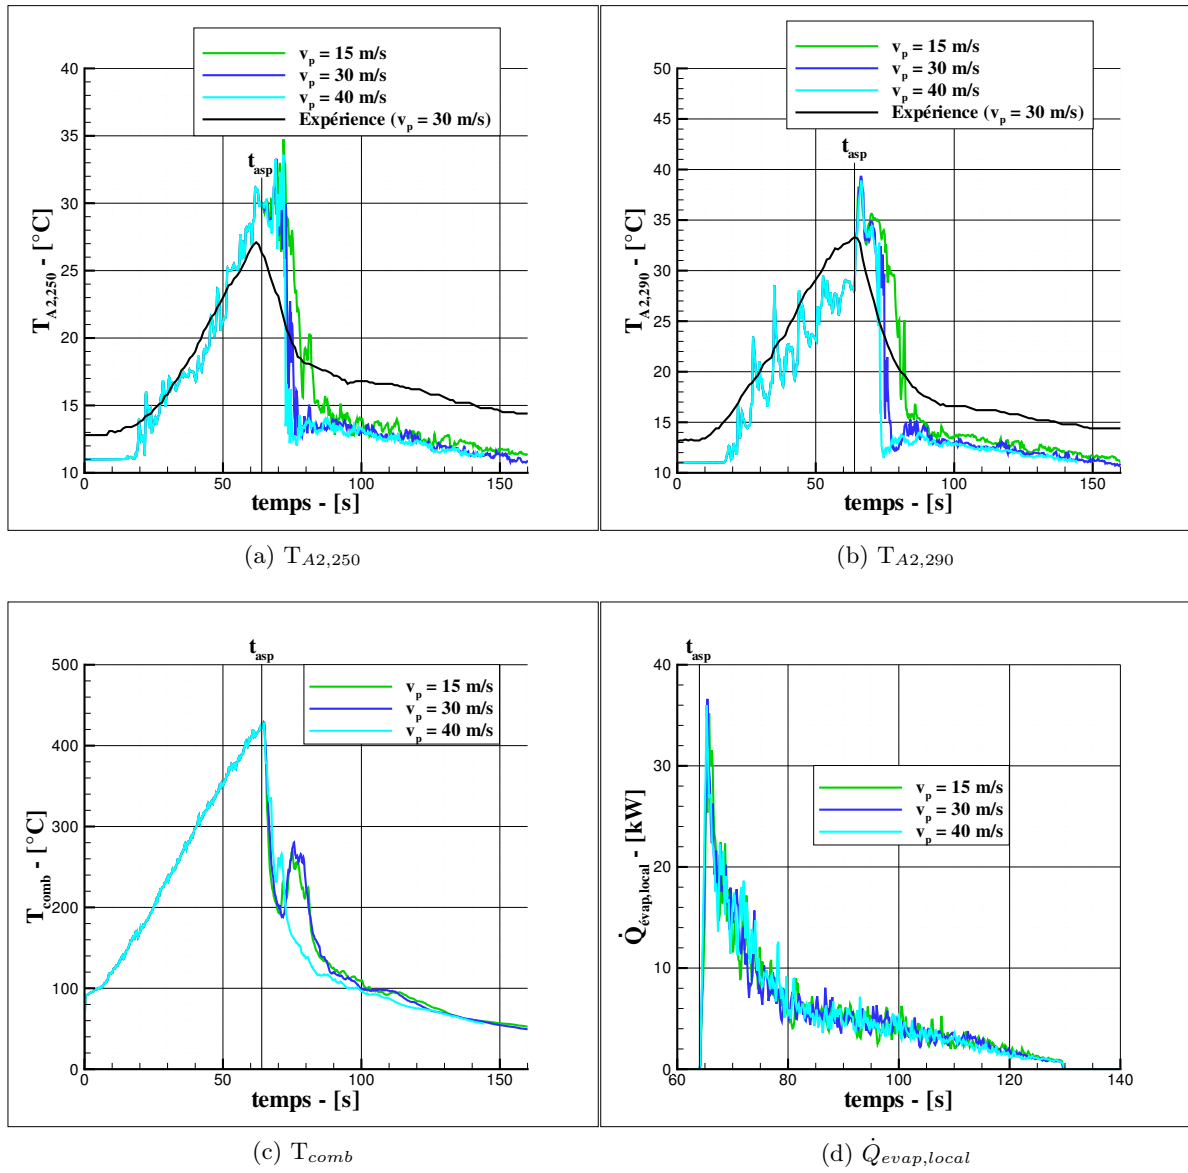 v_p = 15 m/s
v_p = 30 m/s
v_p = 40 m/s
Expérience (v_p = 30 m/s)
t_asp
40
35
30
25
20
15
10
T_A2,250 - [°C]
0 50 100 150
temps - [s]
(a) T_A2,250
v_p = 15 m/s
v_p = 30 m/s
v_p = 40 m/s
Expérience (v_p = 30 m/s)
t_asp
50
45
40
35
30
25
20
15
10
T_A2,290 - [°C]
0 50 100 150
temps - [s]
(b) T_A2,290
t_asp
v_p = 15 m/s
v_p = 30 m/s
v_p = 40 m/s
500
400
300
200
100
0
T_comb - [°C]
0 50 100 150
temps - [s]
(c) T_comb
t_asp
v_p = 15 m/s
v_p = 30 m/s
v_p = 40 m/s
40
30
20
10
0
Q̇_évap,local - [kW]
60 80 100 120 140
temps - [s]
(d) Q̇_evap,local